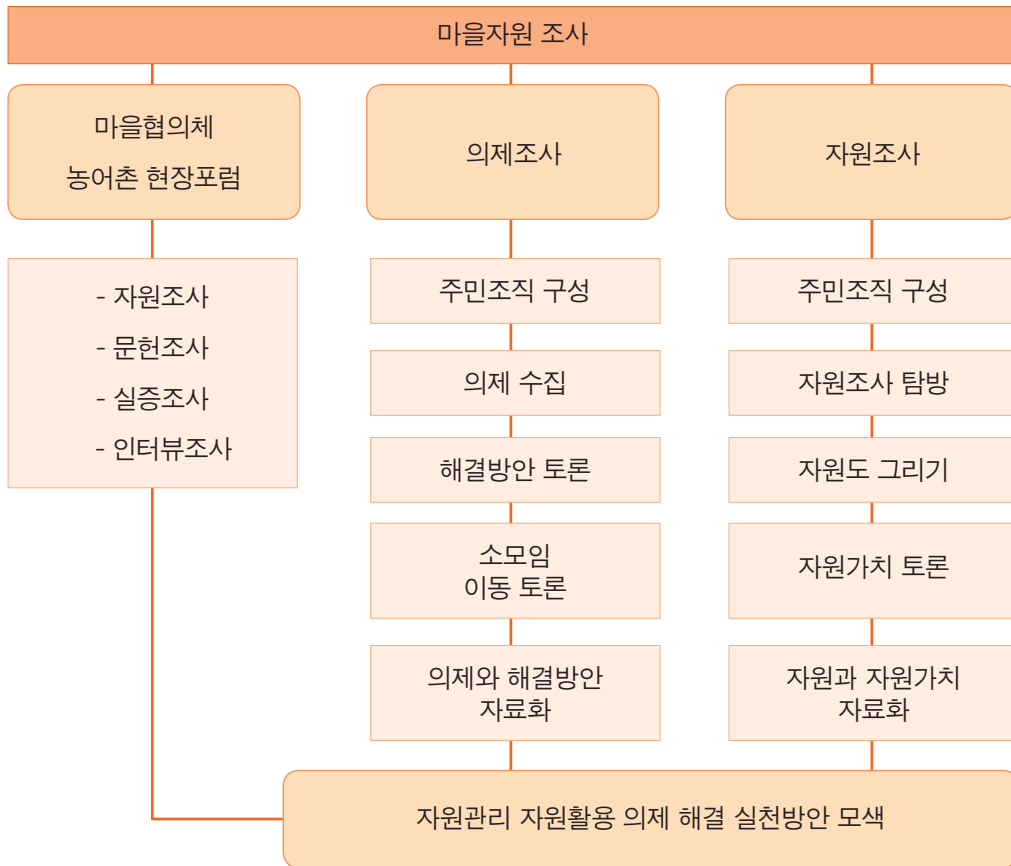 마을자원 조사
마을협의체
농어촌 현장포럼
- 자원조사
- 문헌조사
- 실증조사
- 인터뷰조사
의제조사
주민조직 구성
의제 수집
해결방안 토론
소모임
이동 토론
의제와 해결방안
자료화
자원조사
주민조직 구성
자원조사 탐방
자원도 그리기
자원가치 토론
자원과 자원가치
자료화
자원관리 자원활용 의제 해결 실천방안 모색